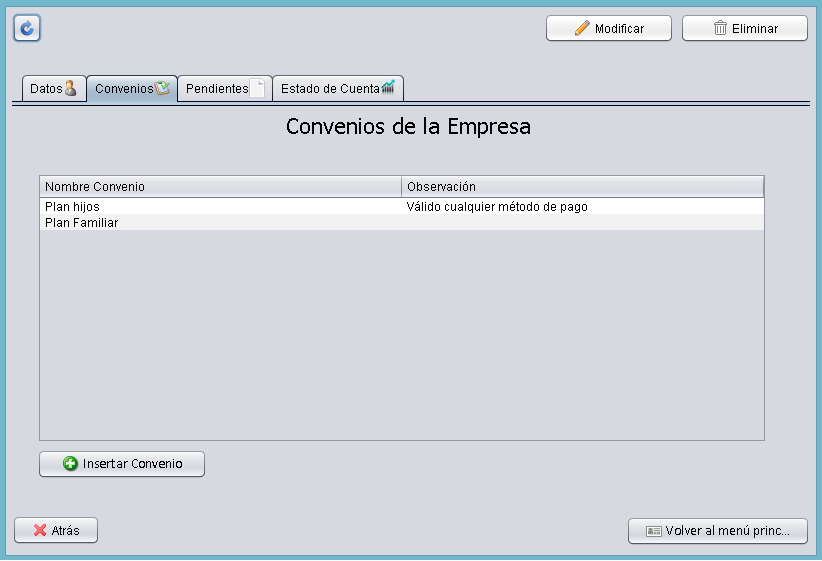 Modificar
Eliminar
Datos
Convenios
Pendientes
Estado de Cuenta
Convenios de la Empresa
Nombre Convenio Observación
Plan hijos Válido cualquier método de pago
Plan Familiar
Insertar Convenio
Atrás
Volver al menú princ...